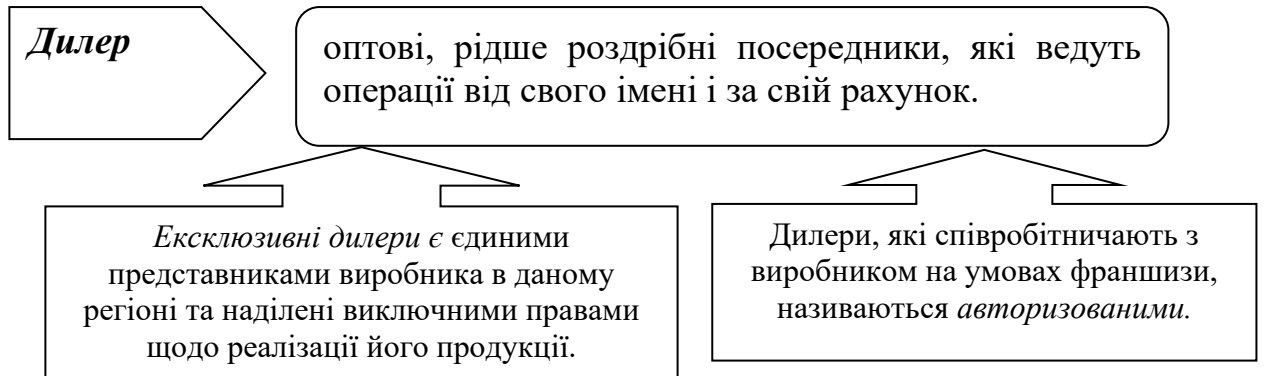 Дилер
оптові, рідше роздрібні посередники, які ведуть
операції від свого імені і за свій рахунок.
Ексклюзивні дилери є єдиними
представниками виробника в даному
регіоні та наділені виключними правами
щодо реалізації його продукції.
Дилери, які співробітничають з
виробником на умовах франшизи,
називаються авторизованими.